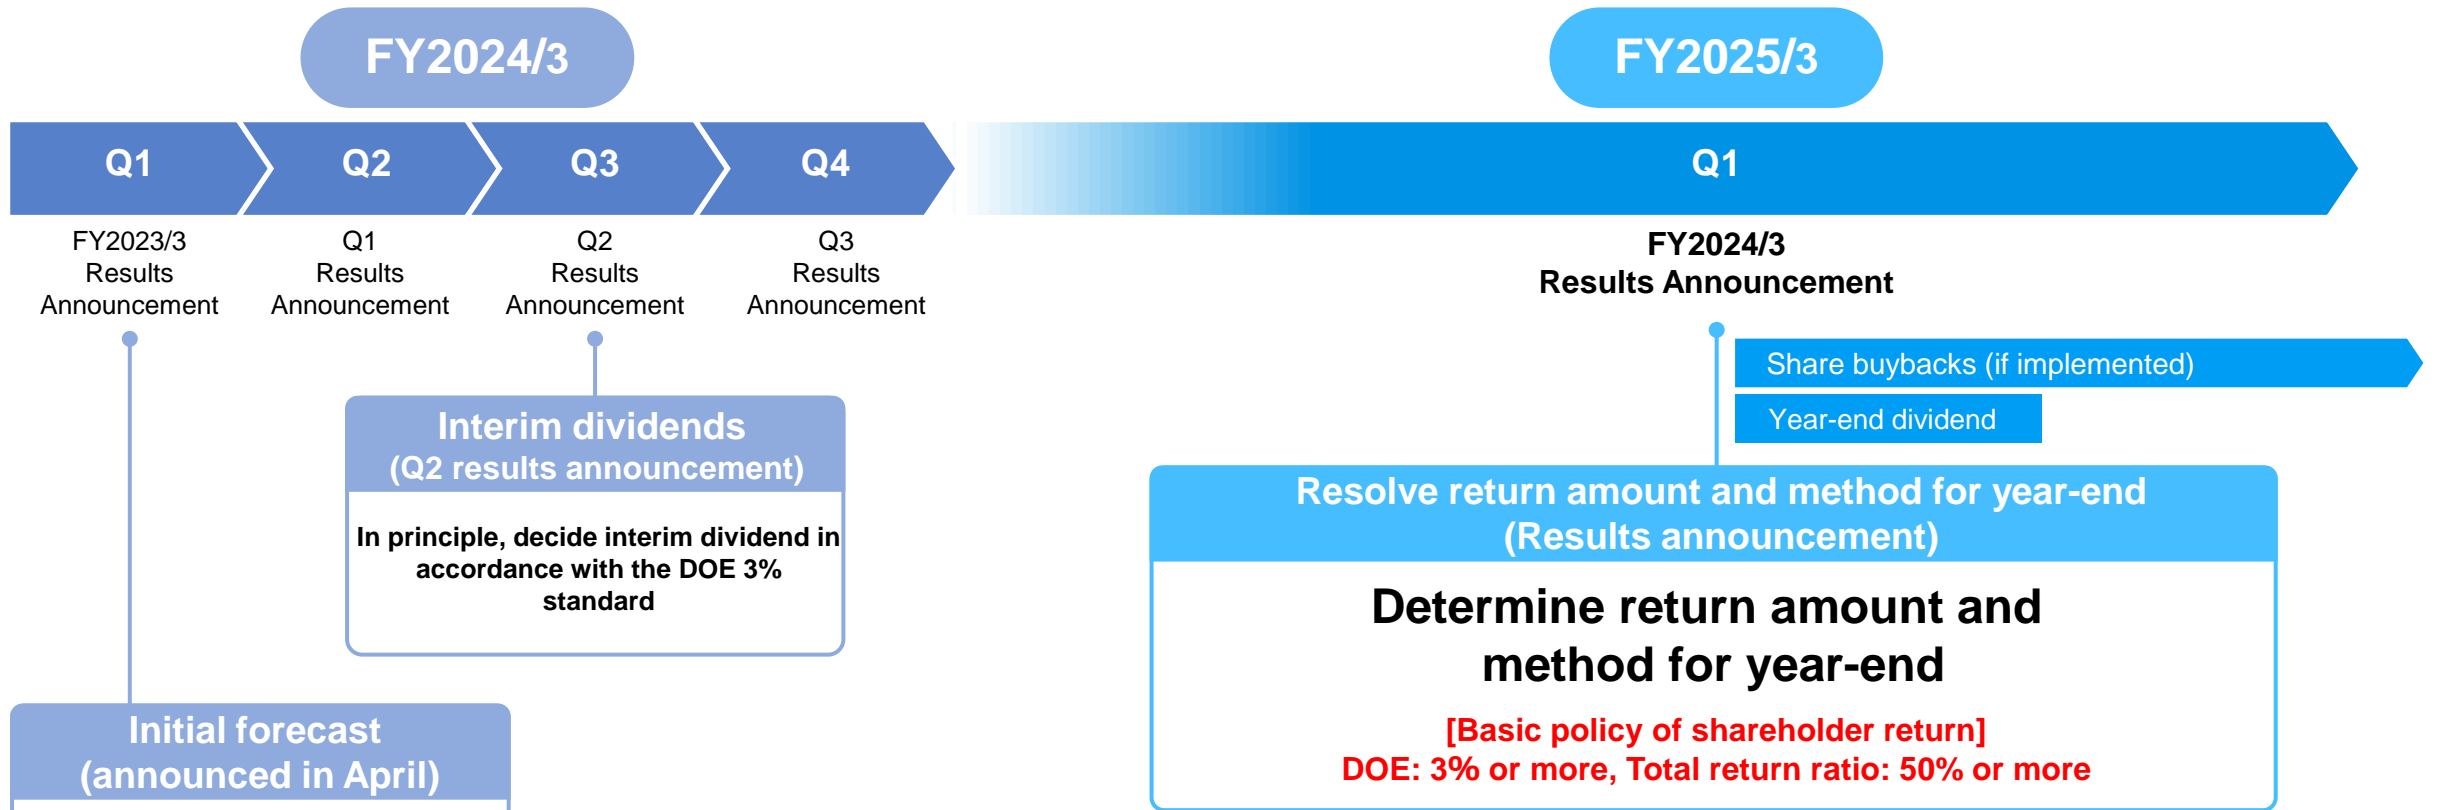 FY2024/3
FY2025/3
Q1
Q2
Q3
Q4
Q1
FY2023/3
Results
Announcement
Q1
Results
Announcement
Q2
Results
Announcement
Q3
Results
Announcement
FY2024/3
Results Announcement
Share buybacks (if implemented)
Year-end dividend
Interim dividends
(Q2 results announcement)
In principle, decide interim dividend in
accordance with the DOE 3%
standard
Resolve return amount and method for year-end
(Results announcement)
Determine return amount and
method for year-end
[Basic policy of shareholder return]
DOE: 3% or more, Total return ratio: 50% or more
Initial forecast
(announced in April)